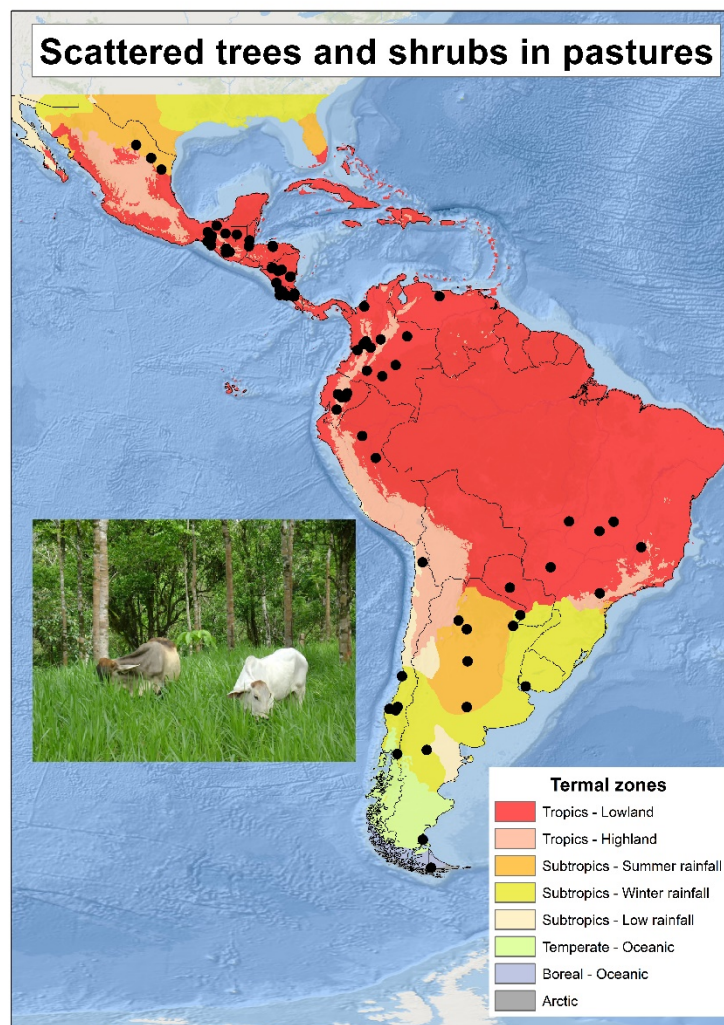 Scattered trees and shrubs in pastures
Termal zones
Tropics - Lowland
Tropics - Highland
Subtropics - Summer rainfall
Subtropics - Winter rainfall
Subtropics - Low rainfall
Temperate - Oceanic
Boreal - Oceanic
Arctic